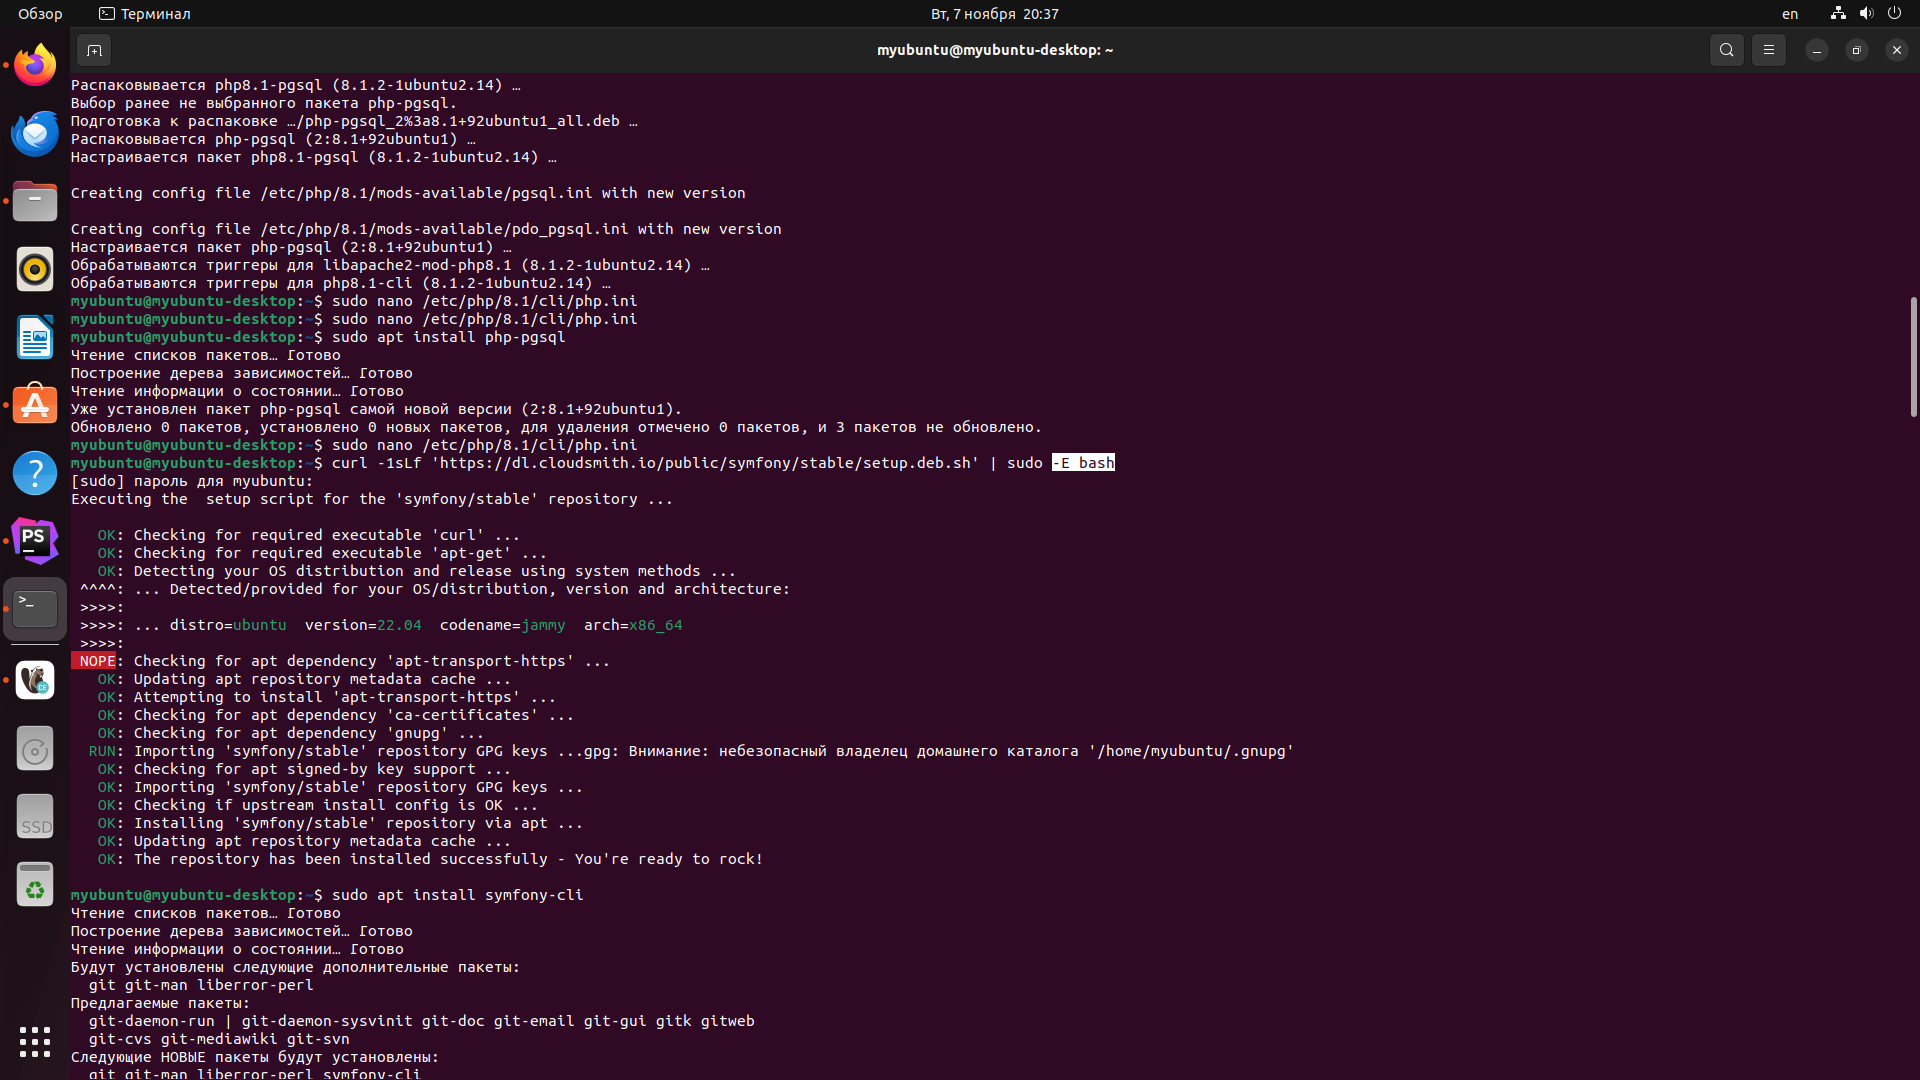 Обзор Терминал Вт, 7 ноября 20:37 en
myubuntu@myubuntu-desktop: ~
Распаковывается php8.1-pgsql (8.1.2-1ubuntu2.14) …
Выбор ранее не выбранного пакета php-pgsql.
Подготовка к распаковке …/php-pgsql_2%3a8.1+92ubuntu1_all.deb …
Распаковывается php-pgsql (2:8.1+92ubuntu1) …
Настраивается пакет php8.1-pgsql (8.1.2-1ubuntu2.14) …
Creating config file /etc/php/8.1/mods-available/pgsql.ini with new version
Creating config file /etc/php/8.1/mods-available/pdo_pgsql.ini with new version
Настраивается пакет php-pgsql (2:8.1+92ubuntu1) …
Обрабатываются триггеры для libapache2-mod-php8.1 (8.1.2-1ubuntu2.14) …
Обрабатываются триггеры для php8.1-cli (8.1.2-1ubuntu2.14) …
myubuntu@myubuntu-desktop:~$ sudo nano /etc/php/8.1/cli/php.ini
myubuntu@myubuntu-desktop:~$ sudo nano /etc/php/8.1/cli/php.ini
myubuntu@myubuntu-desktop:~$ sudo apt install php-pgsql
Чтение списков пакетов… Готово
Построение дерева зависимостей… Готово
Чтение информации о состоянии… Готово
Уже установлен пакет php-pgsql самой новой версии (2:8.1+92ubuntu1).
Обновлено 0 пакетов, установлено 0 новых пакетов, для удаления отмечено 0 пакетов, и 3 пакетов не обновлено.
myubuntu@myubuntu-desktop:~$ sudo nano /etc/php/8.1/cli/php.ini
myubuntu@myubuntu-desktop:~$ curl -1sLf 'https://dl.cloudsmith.io/public/symfony/stable/setup.deb.sh' | sudo -E bash
[sudo] пароль для myubuntu:
Executing the  setup script for the 'symfony/stable' repository ...
OK: Checking for required executable 'curl' ...
OK: Checking for required executable 'apt-get' ...
OK: Detecting your OS distribution and release using system methods ...
^^^^: ... Detected/provided for your OS/distribution, version and architecture:
>>>>:
>>>>: ... distro=ubuntu  version=22.04  codename=jammy  arch=x86_64
>>>>:
NOPE: Checking for apt dependency 'apt-transport-https' ...
OK: Updating apt repository metadata cache ...
OK: Attempting to install 'apt-transport-https' ...
OK: Checking for apt dependency 'ca-certificates' ...
OK: Checking for apt dependency 'gnupg' ...
RUN: Importing 'symfony/stable' repository GPG keys ...gpg: Внимание: небезопасный владелец домашнего каталога '/home/myubuntu/.gnupg'
OK: Checking for apt signed-by key support ...
OK: Importing 'symfony/stable' repository GPG keys ...
OK: Checking if upstream install config is OK ...
OK: Installing 'symfony/stable' repository via apt ...
OK: Updating apt repository metadata cache ...
OK: The repository has been installed successfully - You're ready to rock!
myubuntu@myubuntu-desktop:~$ sudo apt install symfony-cli
Чтение списков пакетов… Готово
Построение дерева зависимостей… Готово
Чтение информации о состоянии… Готово
Будут установлены следующие дополнительные пакеты:
git git-man liberror-perl
Предлагаемые пакеты:
git-daemon-run | git-daemon-sysvinit git-doc git-email git-gui gitk gitweb
git-cvs git-mediawiki git-svn
Следующие НОВЫЕ пакеты будут установлены:
git git-man liberror-perl symfony-cli
?
PS
>_
CE
SSD